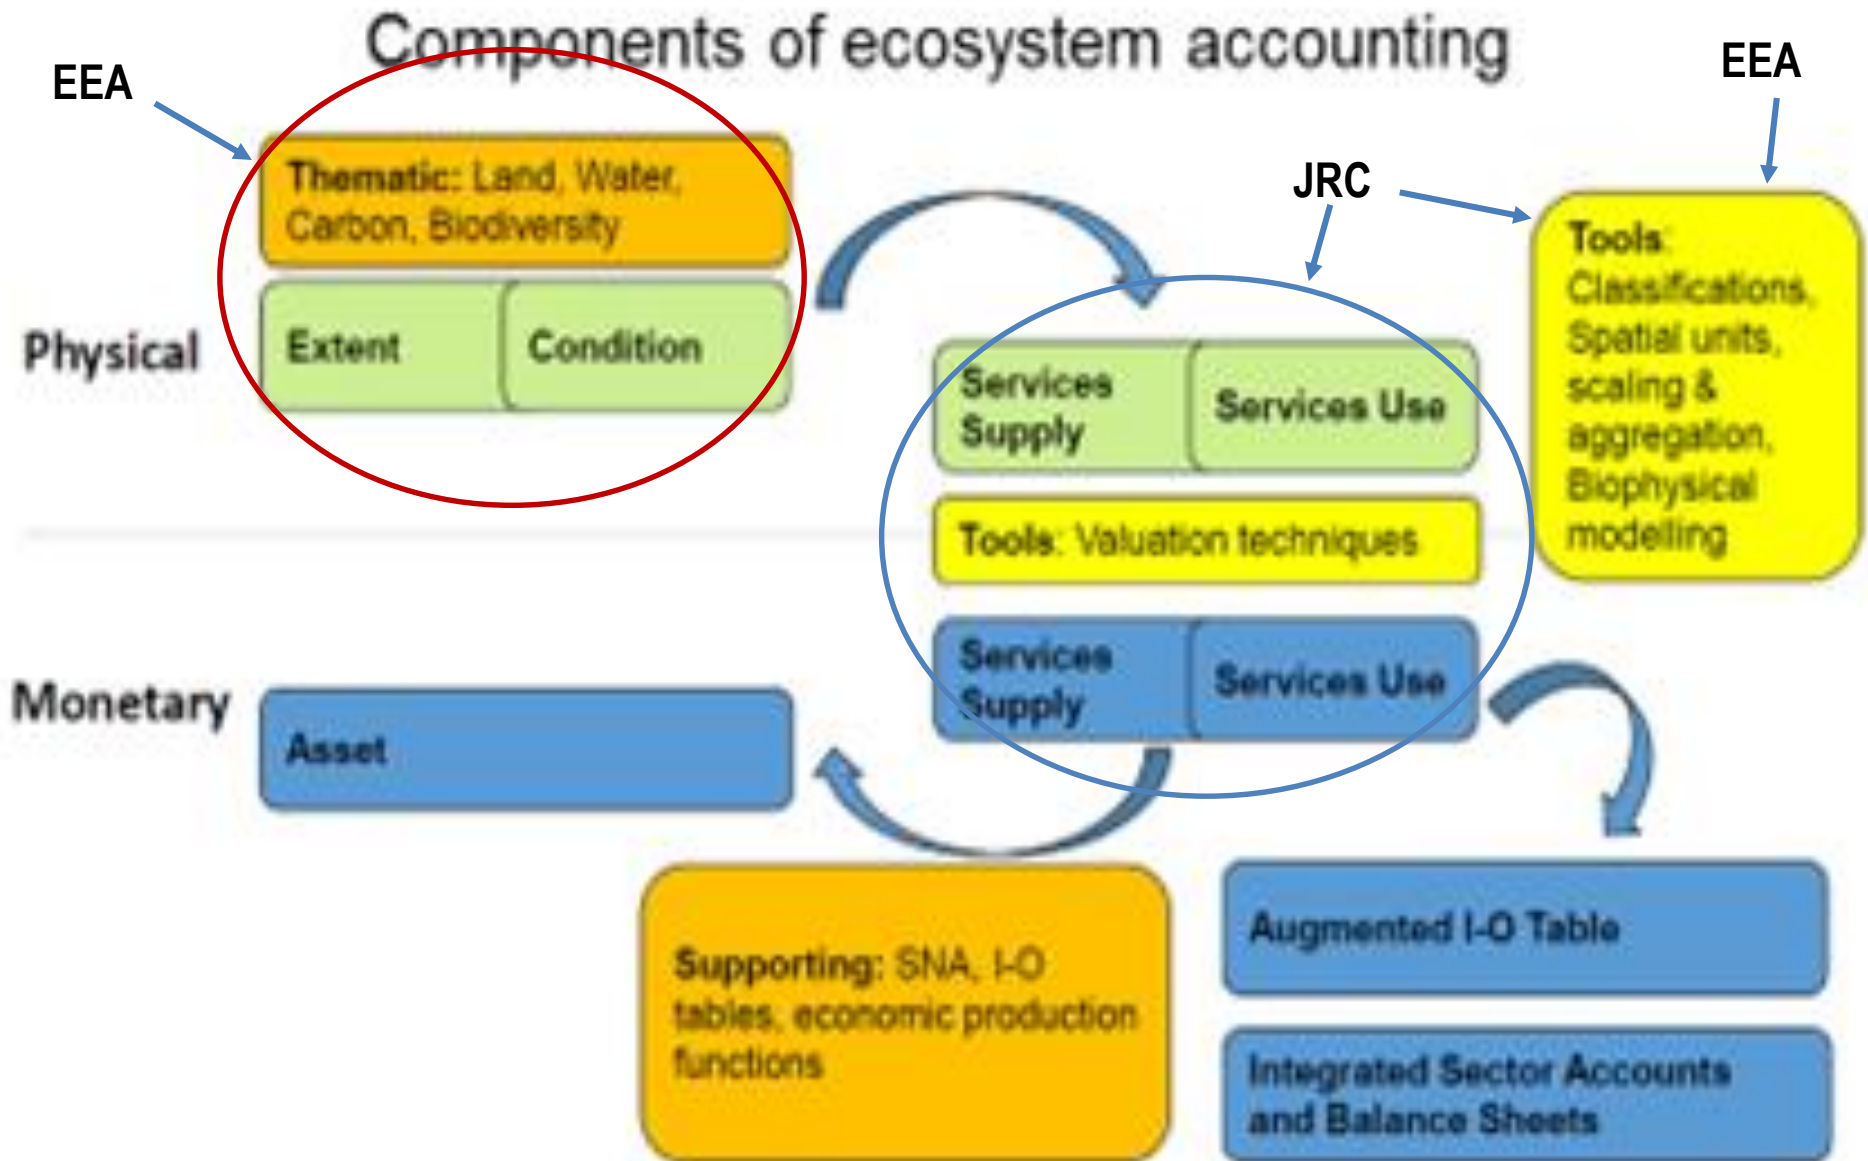 Components of ecosystem accounting
EEA
EEA
Thematic: Land, Water,
Carbon, Biodiversity
JRC
Physical
Extent
Condition
Services
Supply
Services Use
Tools:
Classifications,
Spatial units,
scaling &
aggregation,
Biophysical
modelling
Tools: Valuation techniques
Monetary
Asset
Services
Supply
Services Use
Supporting: SNA, I-O
tables, economic production
functions
Augmented I-O Table
Integrated Sector Accounts
and Balance Sheets